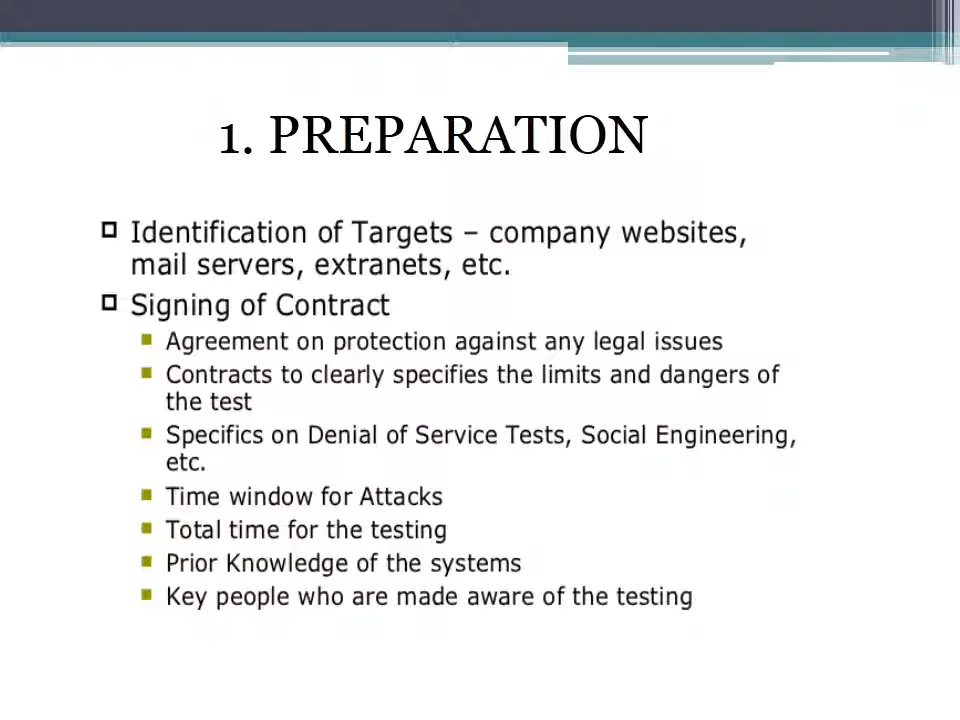 1. PREPARATION
Identification of Targets – company websites,
mail servers, extranets, etc.
Signing of Contract
Agreement on protection against any legal issues
Contracts to clearly specifies the limits and dangers of
the test
Specifics on Denial of Service Tests, Social Engineering,
etc.
Time window for Attacks
Total time for the testing
Prior Knowledge of the systems
Key people who are made aware of the testing